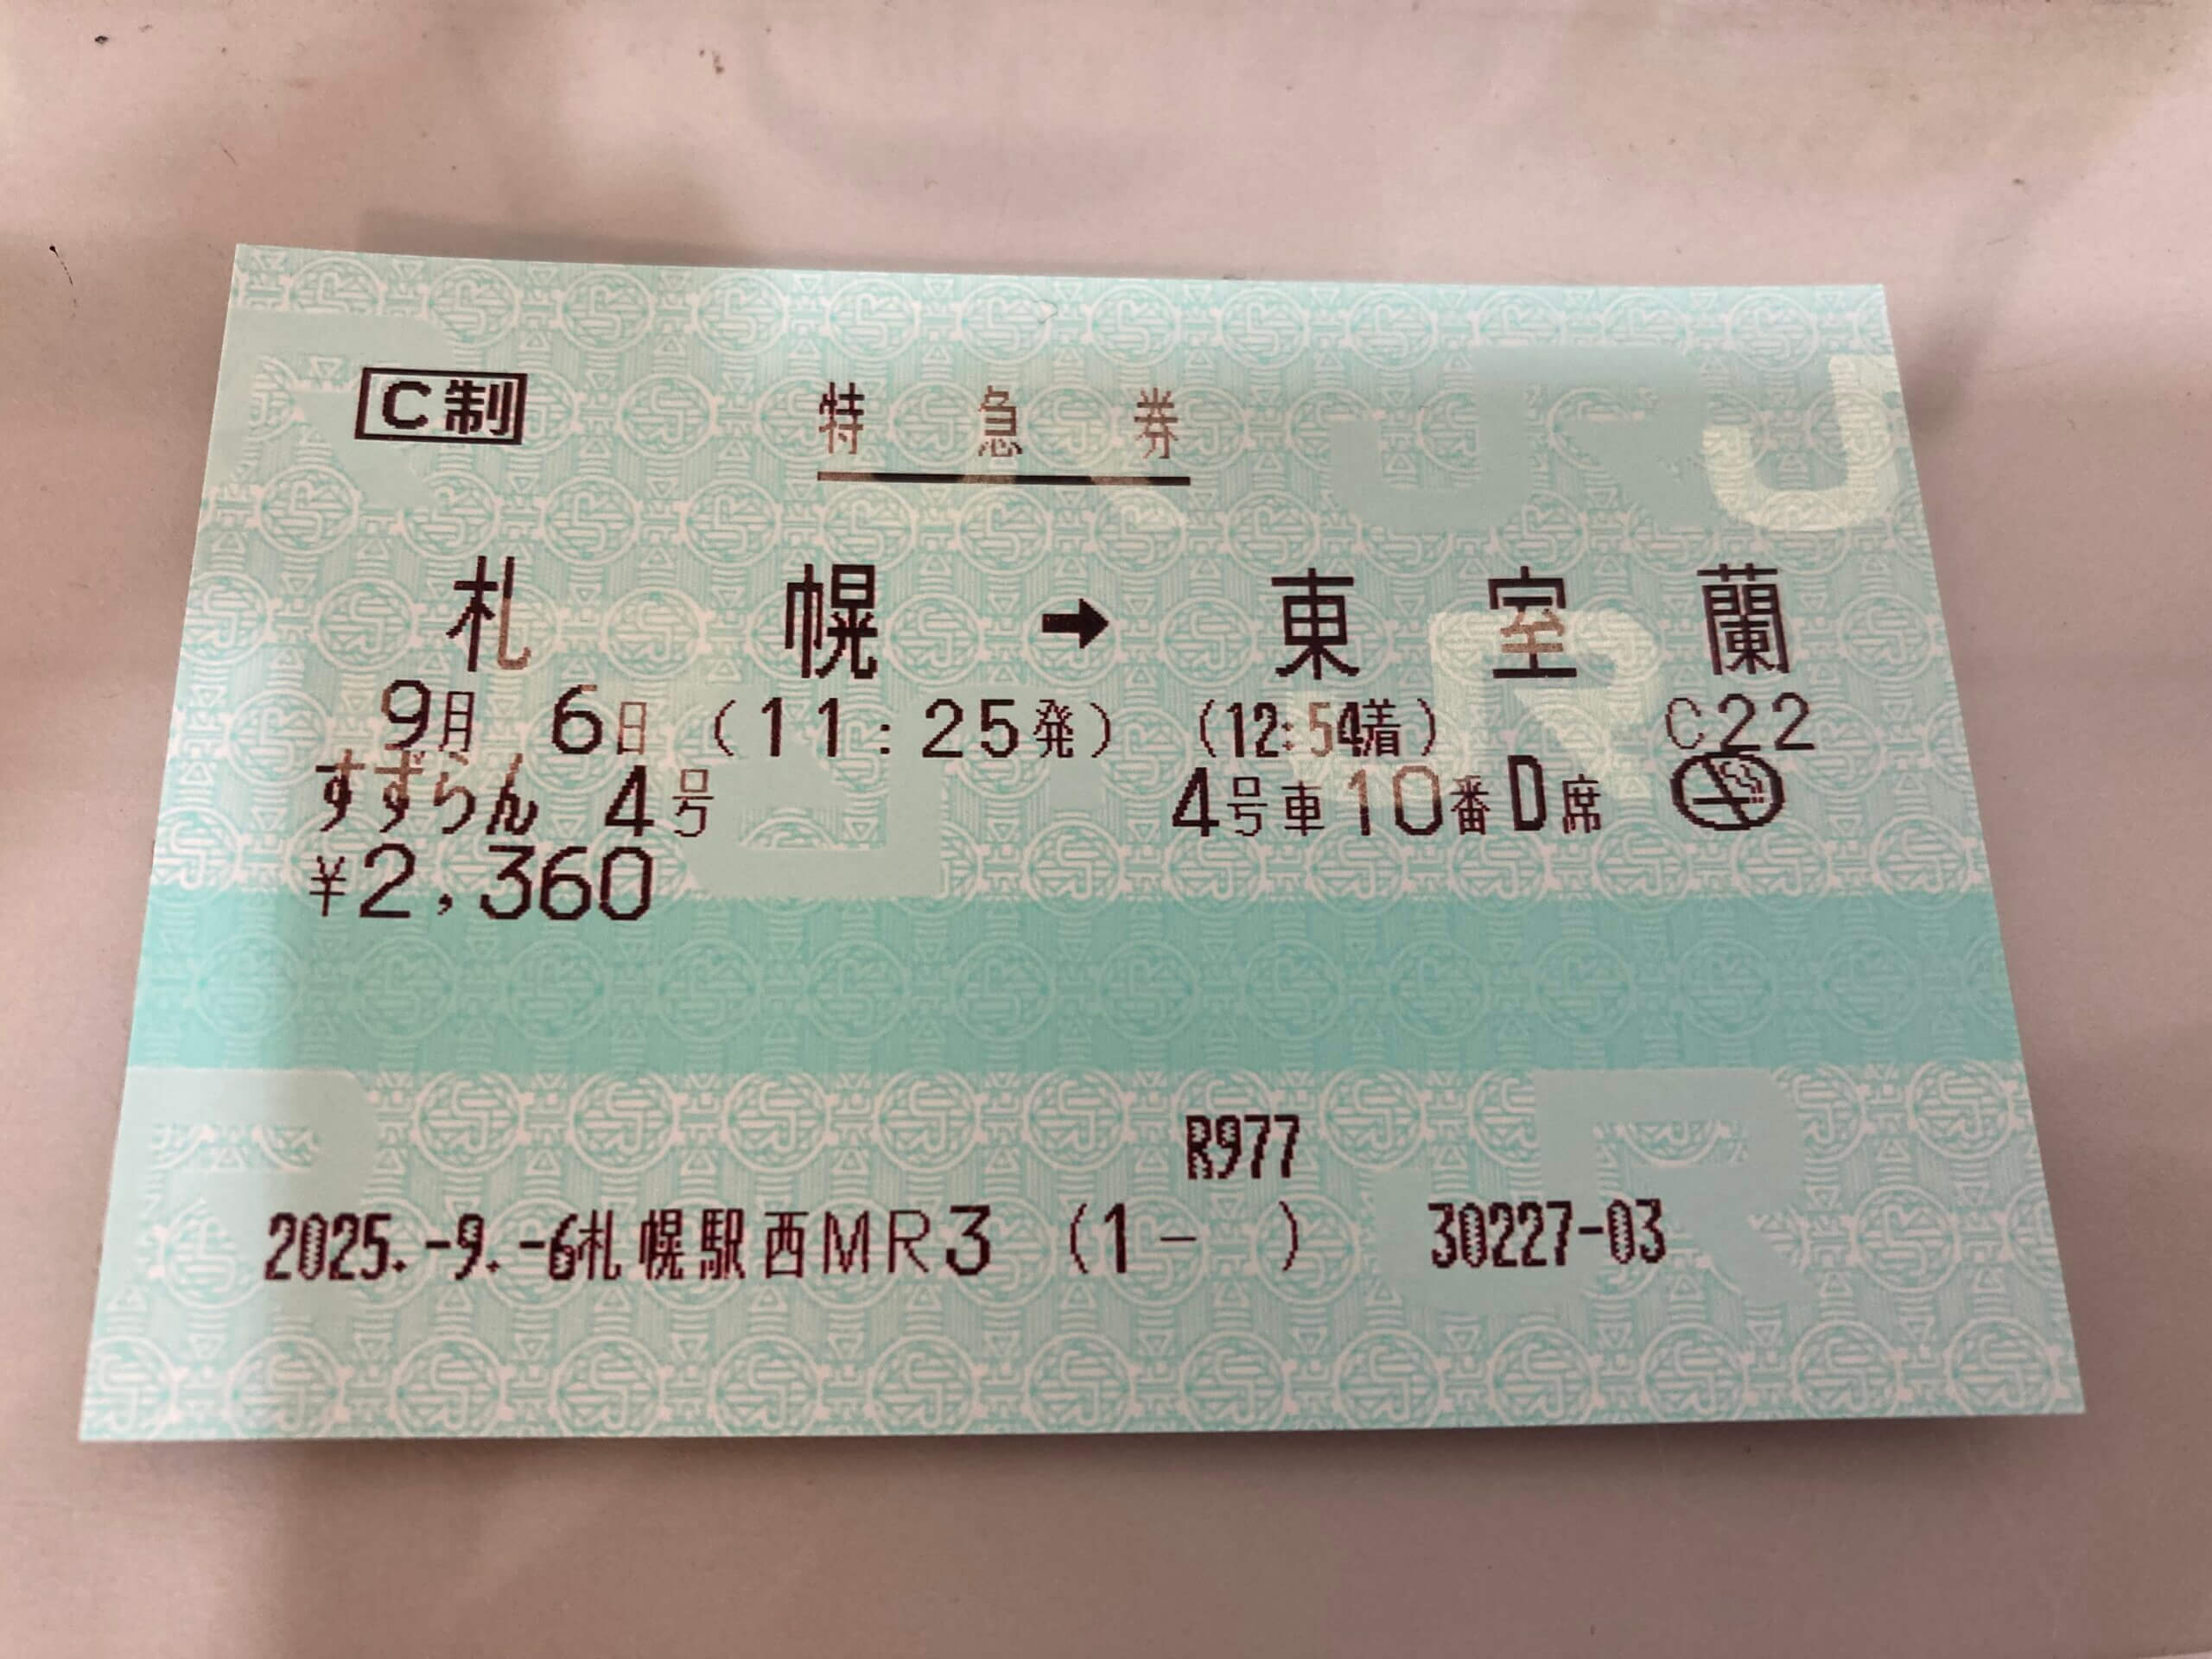 C制 特急券
札幌 ➡ 東室蘭
9月 6日 (11:25発) (12:54着) C22
すずらん 4号 4号車10番D席
¥2,360
R977
2025.-9.-6札幌駅西MR3 (1- ) 30227-03